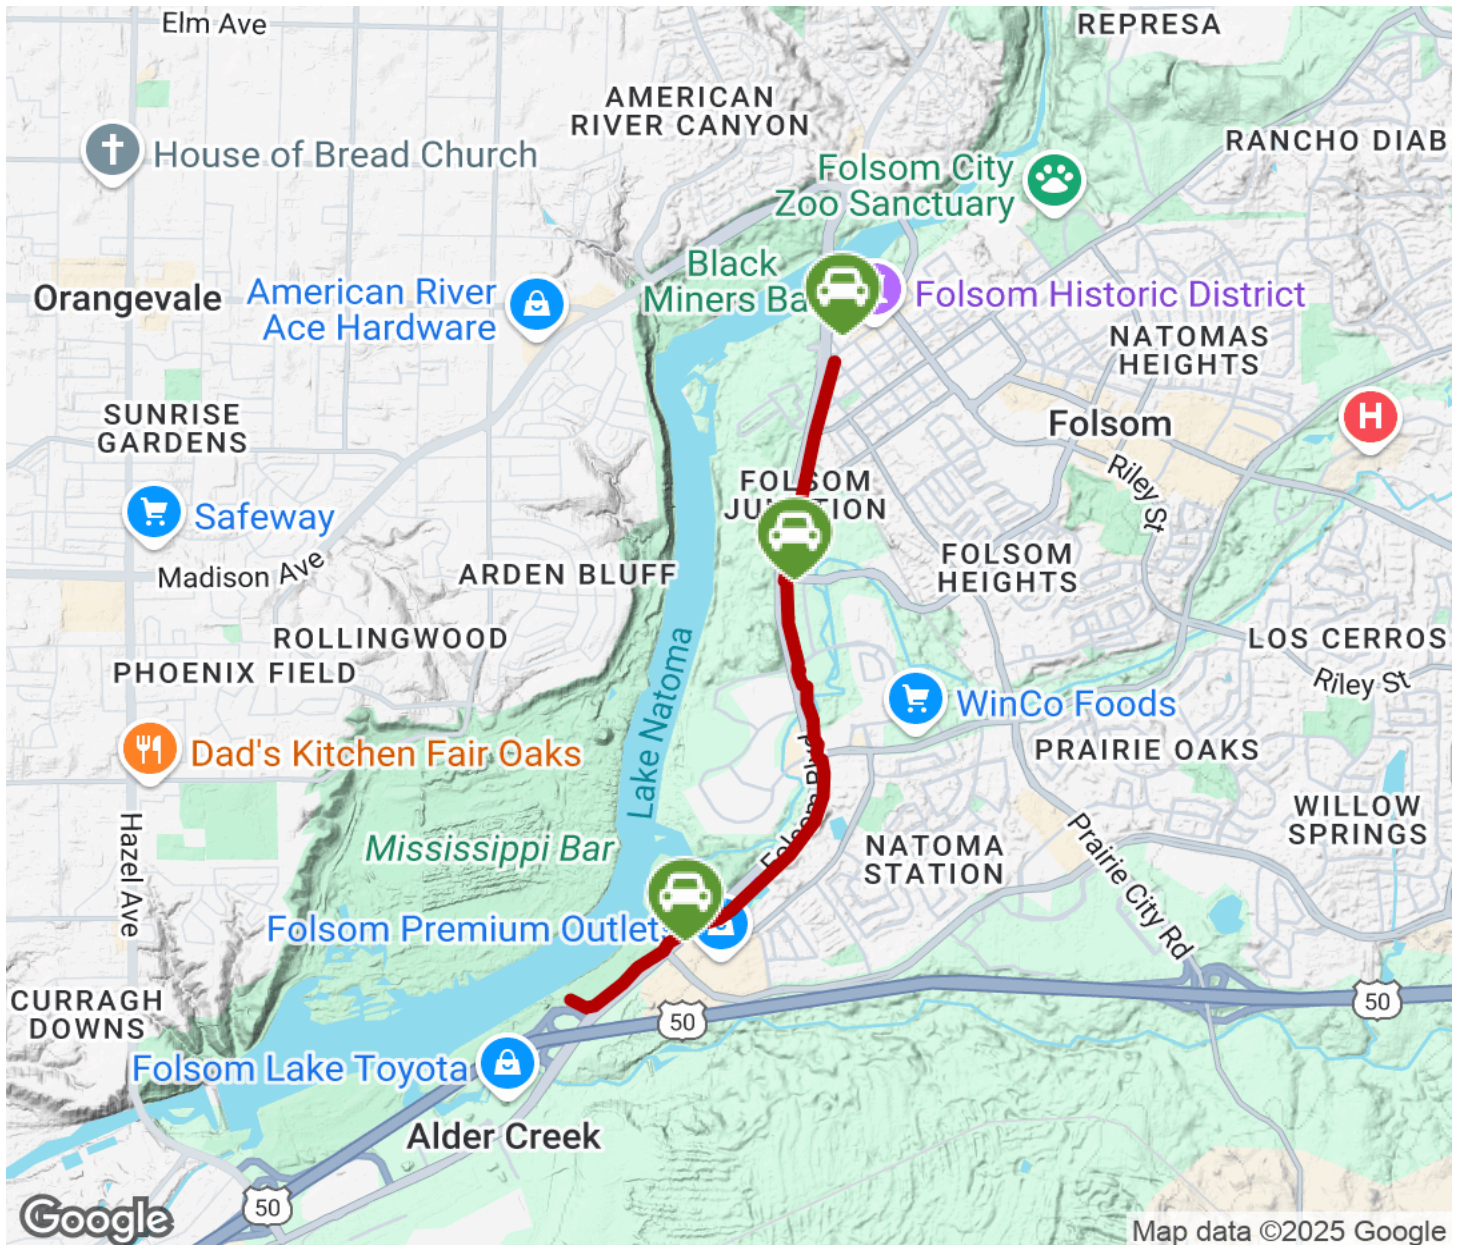 Elm Ave
REPRESA
AMERICAN
RIVER CANYON
RANCHO DIAB
House of Bread Church
Folsom City
Zoo Sanctuary
Black
Miners Ba
Folsom Historic District
Orangevale
American River
Ace Hardware
NATOMAS
HEIGHTS
SUNRISE
GARDENS
Folsom
H
Riley St
FOLSOM
JUNCTION
Safeway
Madison Ave
ARDEN BLUFF
FOLSOM
HEIGHTS
ROLLINGWOOD
LOS CERROS
PHOENIX FIELD
Riley St
Lake Natoma
WinCo Foods
Dad's Kitchen Fair Oaks
PRAIRIE OAKS
Folsom Blvd
Hazel Ave
WILLOW
SPRINGS
Mississippi Bar
NATOMA
STATION
Prairie City Rd
Folsom Premium Outlets
CURRAGH
DOWNS
50
50
Folsom Lake Toyota
Alder Creek
50
Google
Map data ©2025 Google